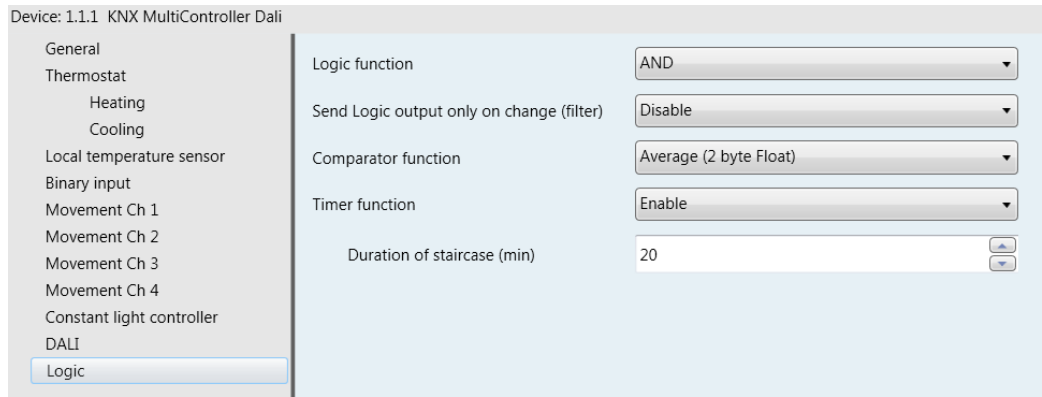 Device: 1.1.1 KNX MultiController Dali
General
Thermostat
Heating
Cooling
Local temperature sensor
Binary input
Movement Ch 1
Movement Ch 2
Movement Ch 3
Movement Ch 4
Constant light controller
DALI
Logic
Logic function AND
Send Logic output only on change (filter) Disable
Comparator function Average (2 byte Float)
Timer function Enable
Duration of staircase (min) 20